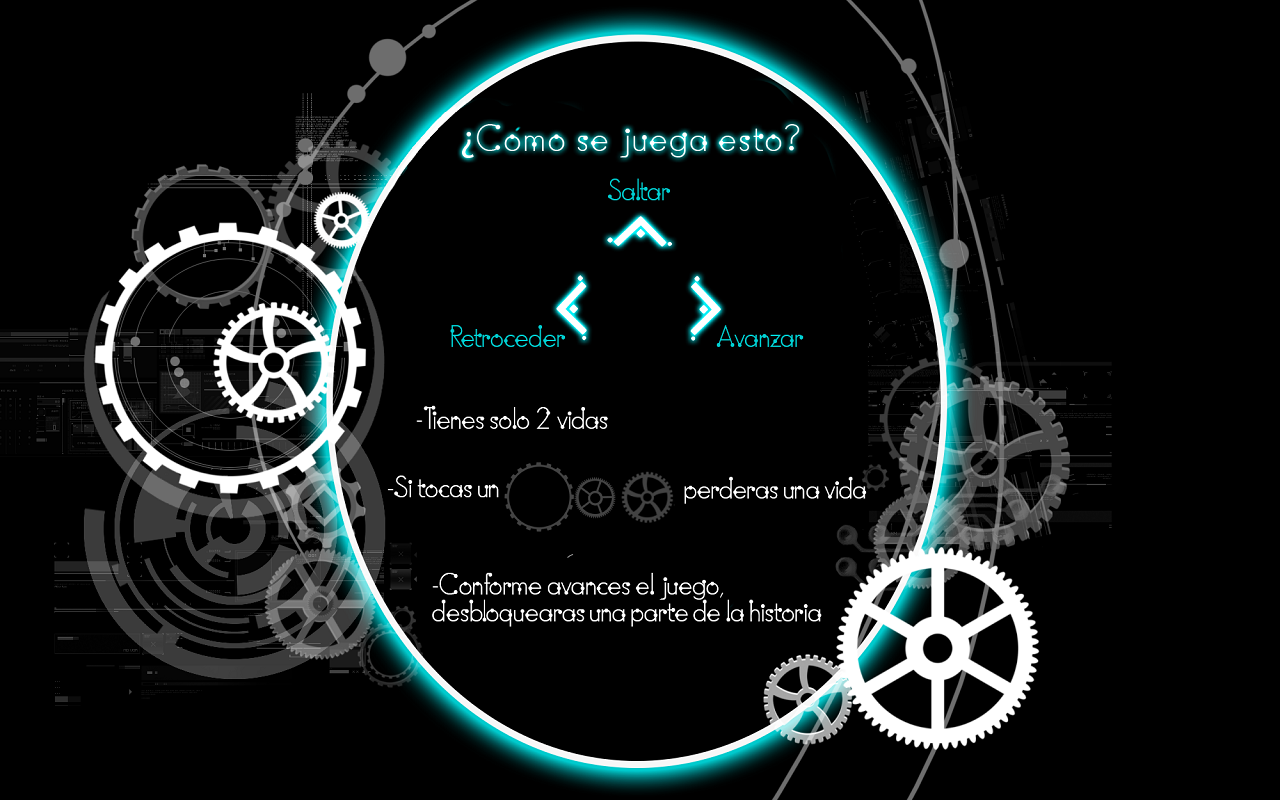 ¿Cómo se juega esto?
Saltar
Retroceder
Avanzar
-Tienes solo 2 vidas
-Si tocas un perderas una vida
-Conforme avances el juego,
desbloquearas una parte de la historia